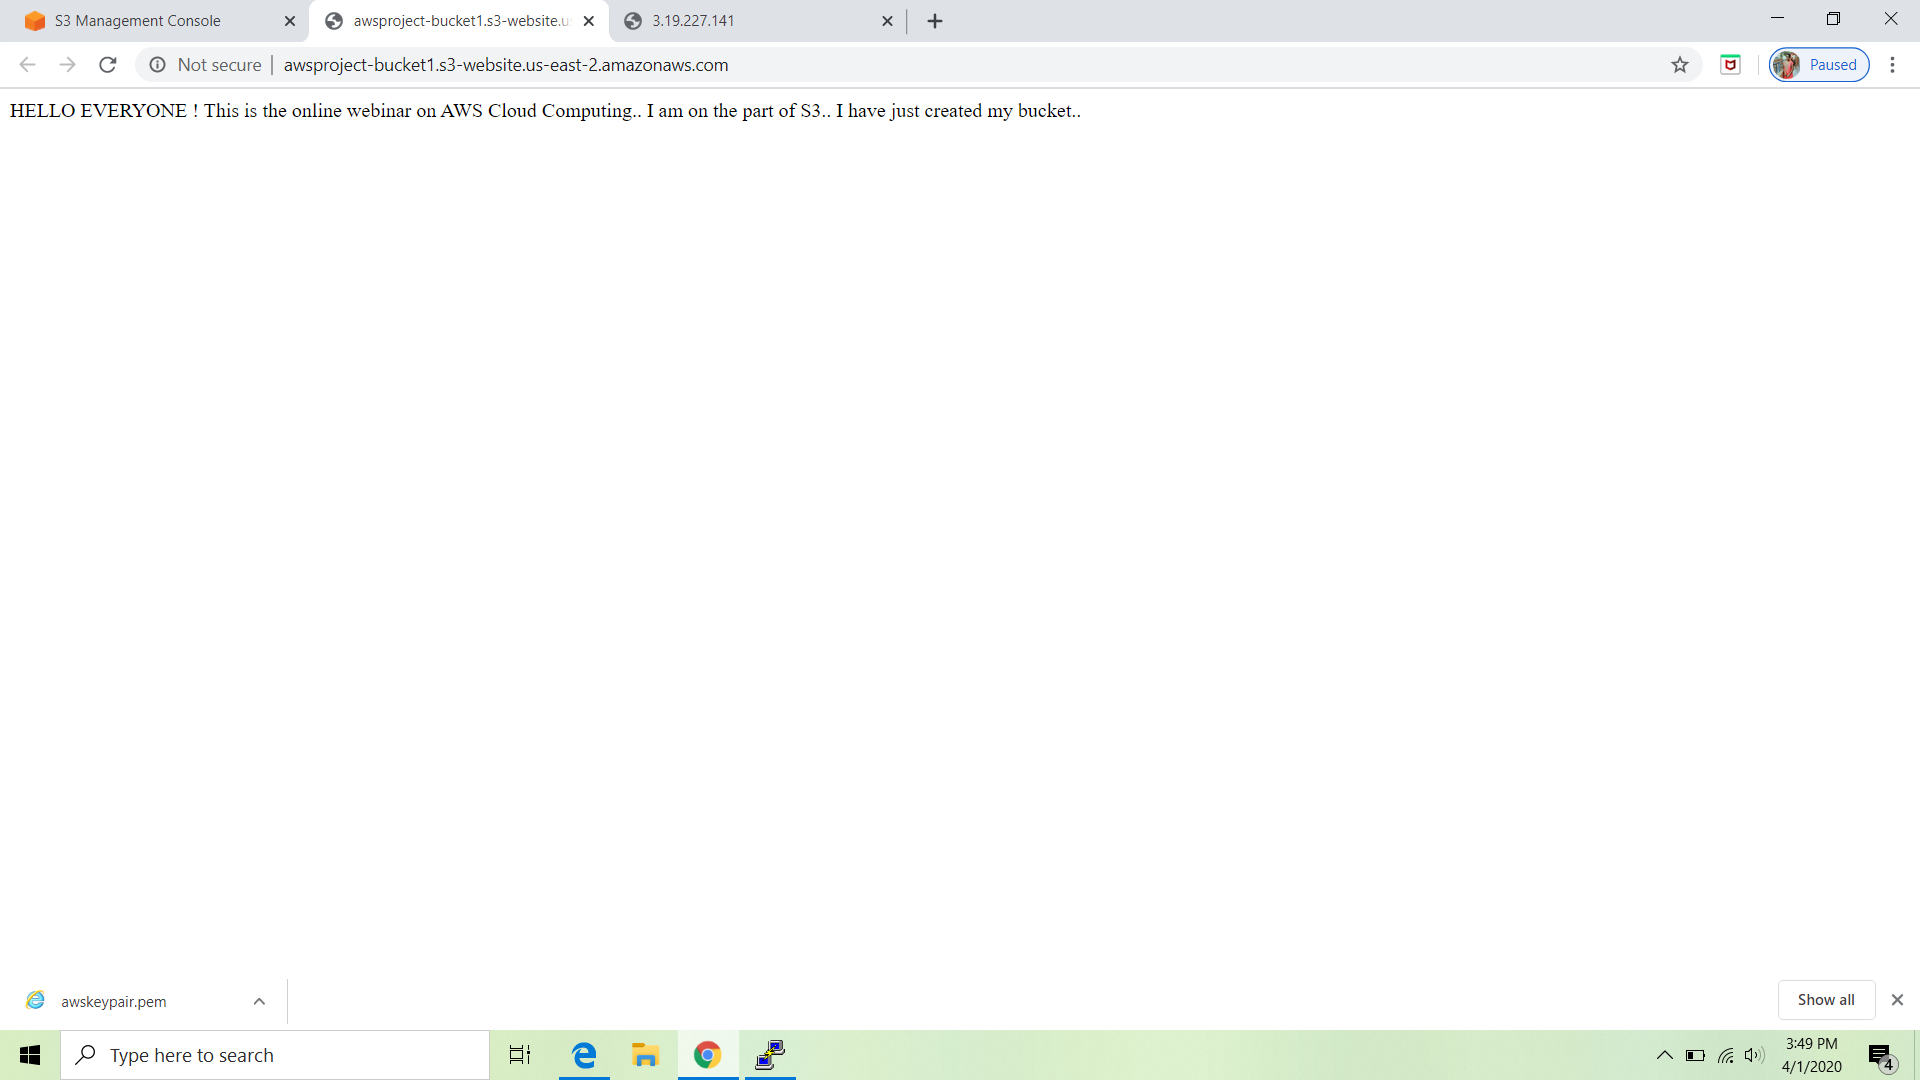 S3 Management Console
awsproject-bucket1.s3-website.u
3.19.227.141
Not secure
awsproject-bucket1.s3-website.us-east-2.amazonaws.com
Paused
HELLO EVERYONE ! This is the online webinar on AWS Cloud Computing.. I am on the part of S3.. I have just created my bucket..
awskeypair.pem
Show all
Type here to search
3:49 PM
4/1/2020
4